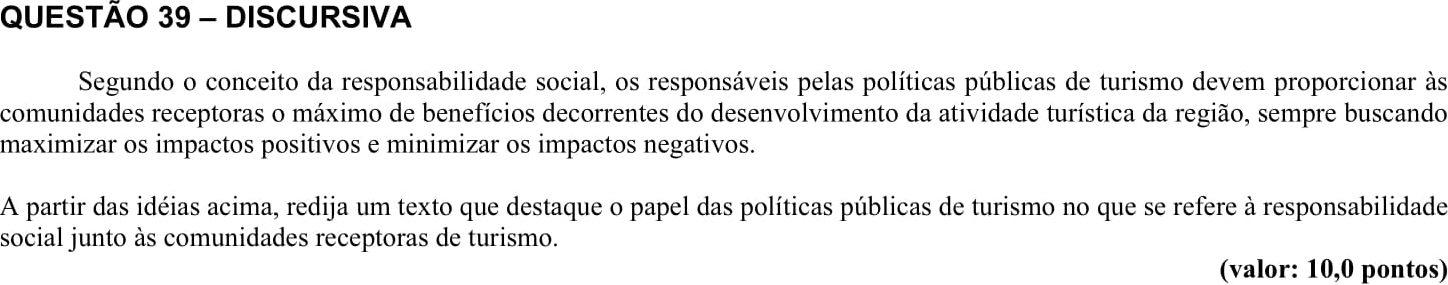 QUESTÃO 39 – DISCURSIVA
Segundo o conceito da responsabilidade social, os responsáveis pelas políticas públicas de turismo devem proporcionar às
comunidades receptoras o máximo de benefícios decorrentes do desenvolvimento da atividade turística da região, sempre buscando
maximizar os impactos positivos e minimizar os impactos negativos.
A partir das idéias acima, redija um texto que destaque o papel das políticas públicas de turismo no que se refere à responsabilidade
social junto às comunidades receptoras de turismo.
(valor: 10,0 pontos)